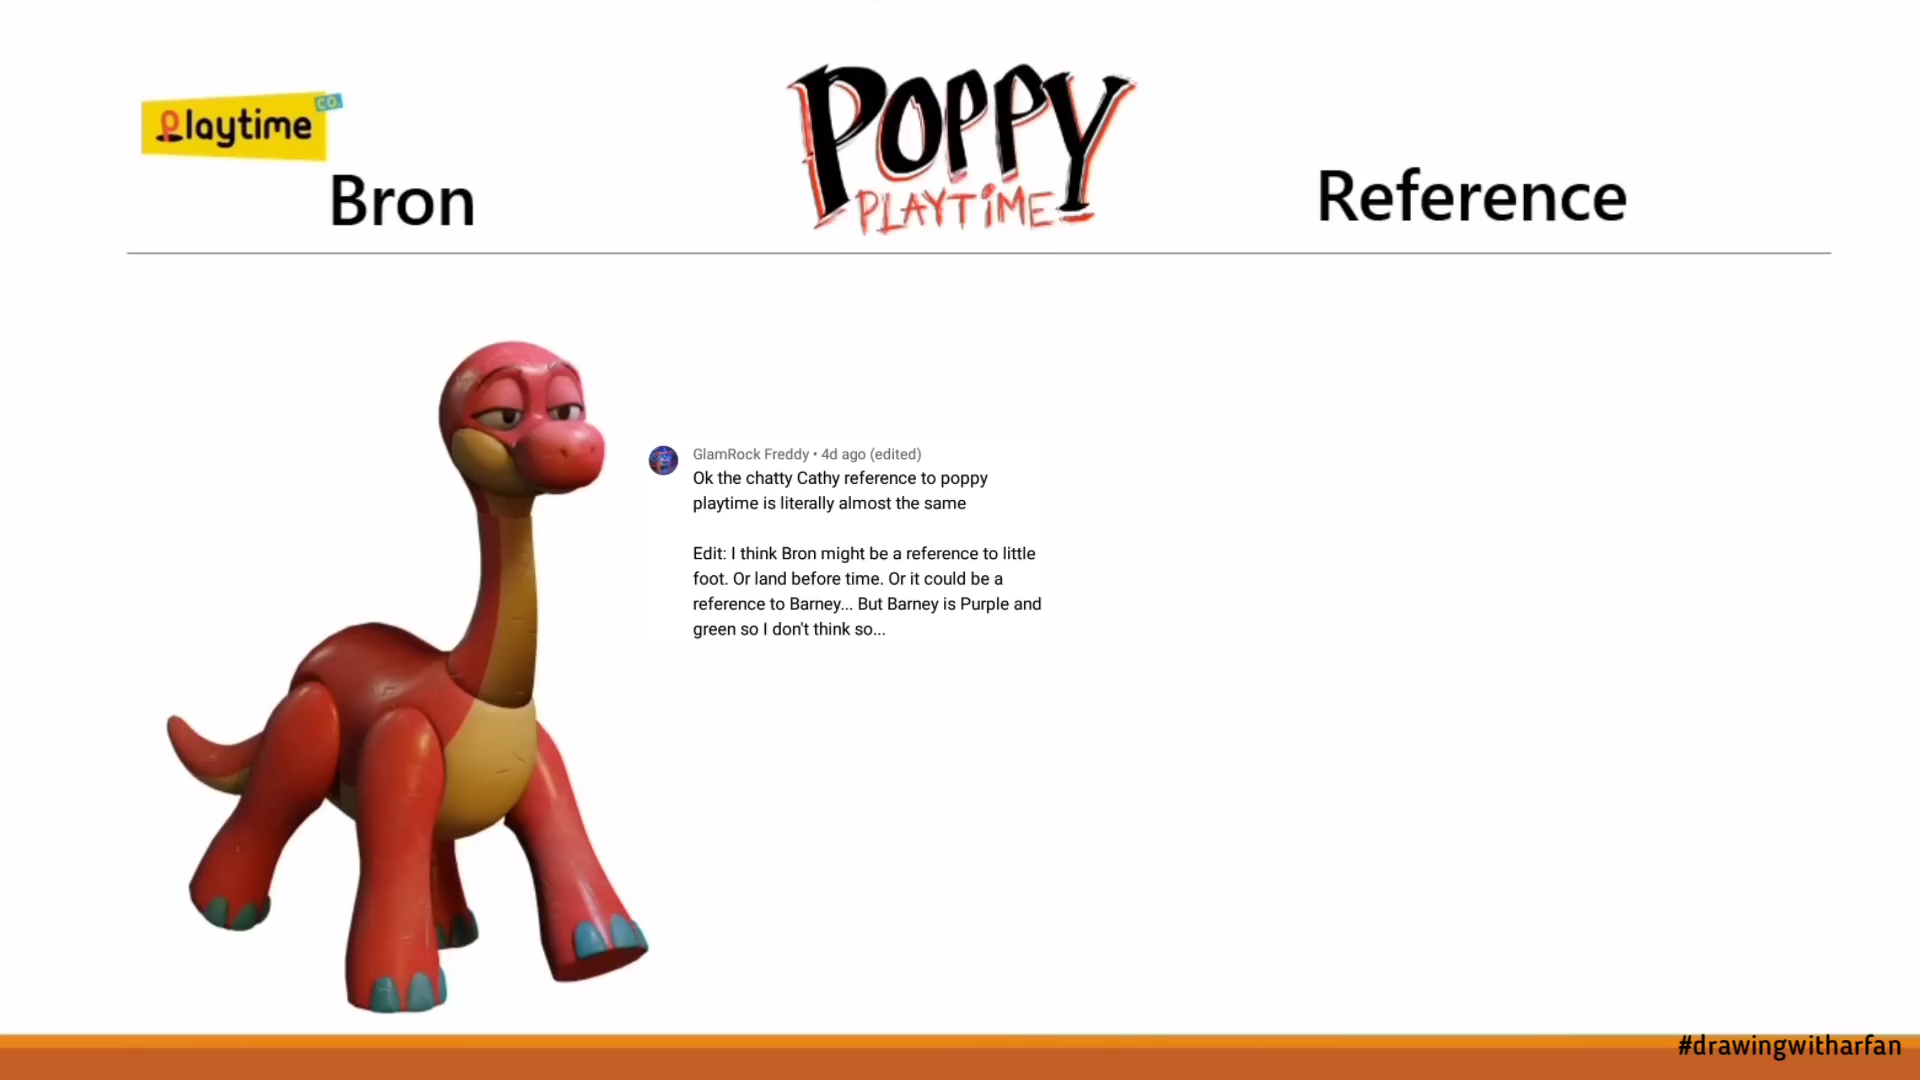 Playtime CO.
Bron
POPPY
PLAYTIME
Reference
GlamRock Freddy • 4d ago (edited)
Ok the chatty Cathy reference to poppy
playtime is literally almost the same
Edit: I think Bron might be a reference to little
foot. Or land before time. Or it could be a
reference to Barney... But Barney is Purple and
green so I don't think so...
#drawingwitharfan